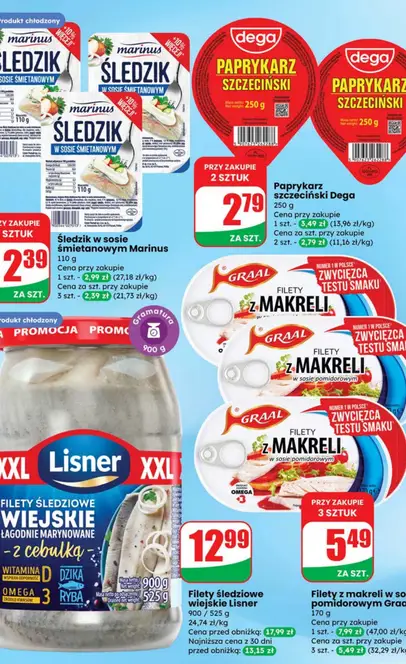 rodukt chłodzony
marinus
ŚLEDZIK
W SOSIE ŚMIETANOWYM
+10% WIĘCEJ*
110 g
marinus
ŚLEDZIK
W SOSIE ŚMIETANOWYM
+10% WIĘCEJ*
marinus
ŚLEDZIK
W SOSIE ŚMIETANOWYM
+10% WIĘCEJ*
110 g
dega
PAPRYKARZ
SZCZECIŃSKI
250 g
dega
PAPRYKARZ
SZCZECIŃSKI
250 g
PRZY ZAKUPIE
2 SZTUK
2 79
ZA SZT.
Paprykarz
szczeciński Dega
250 g
Cena przy zakupie
1 szt. - 3,49 zł (13,96 zł/kg)
Cena za szt. przy zakupie
2 szt. - 2,79 zł (11,16 zł/kg)
ZY ZAKUPIE
SZTUK
2 39
ZA SZT.
Śledzik w sosie
śmietanowym Marinus
110 g
Cena przy zakupie
1 szt. - 2,99 zł (27,18 zł/kg)
Cena za szt. przy zakupie
3 szt. - 2,39 zł (21,73 zł/kg)
rodukt chłodzony
PROMOCJA PROMO
Gramatura
900 g
XXL Lisner XXL
FILETY ŚLEDZIOWE
WIEJSKIE
ŁAGODNIE MARYNOWANE
z cebulką
WITAMINA D
OMEGA 3
DZIKA
RYBA
900 g
525 g
GRAAL
FILETY
Z MAKRELI
w sosie pomidorowym
NUMER 1 W POLSCE*
ZWYCIĘZCA
TESTU SMAKU
GRAAL
FILETY
Z MAKRELI
w sosie pomidorowym
NUMER 1 W POLSCE*
ZWYCIĘZCA
TESTU SMAKU
GRAAL
FILETY
Z MAKRELI
w sosie pomidorowym
NUMER 1 W POLSCE*
ZWYCIĘZCA
TESTU SMAKU
OMEGA
+3
12 99
ZA SZT.
Filety śledziowe
wiejskie Lisner
900 / 525 g
24,74 zł/kg
Cena przed obniżką: 17,99 zł
Najniższa cena z 30 dni
przed obniżką: 13,15 zł
PRZY ZAKUPIE
3 SZTUK
5 49
ZA SZT.
Filety z makreli w so
pomidorowym Graa
170 g
Cena przy zakupie
1 szt. - 7,99 zł (47,00 zł/k
Cena za szt. przy zakupie
3 szt. - 5,49 zł (32,29 zł/k